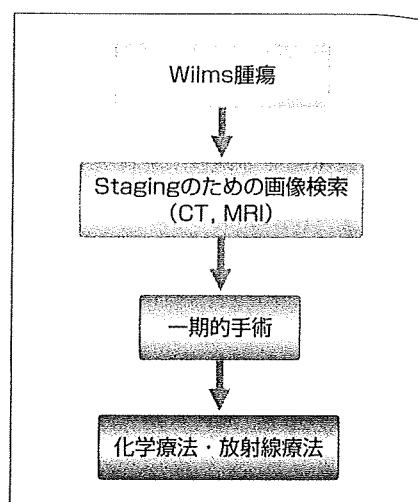 Wilms腫瘍
Stagingのための画像検索
(CT, MRI)
一期的手術
化学療法・放射線療法